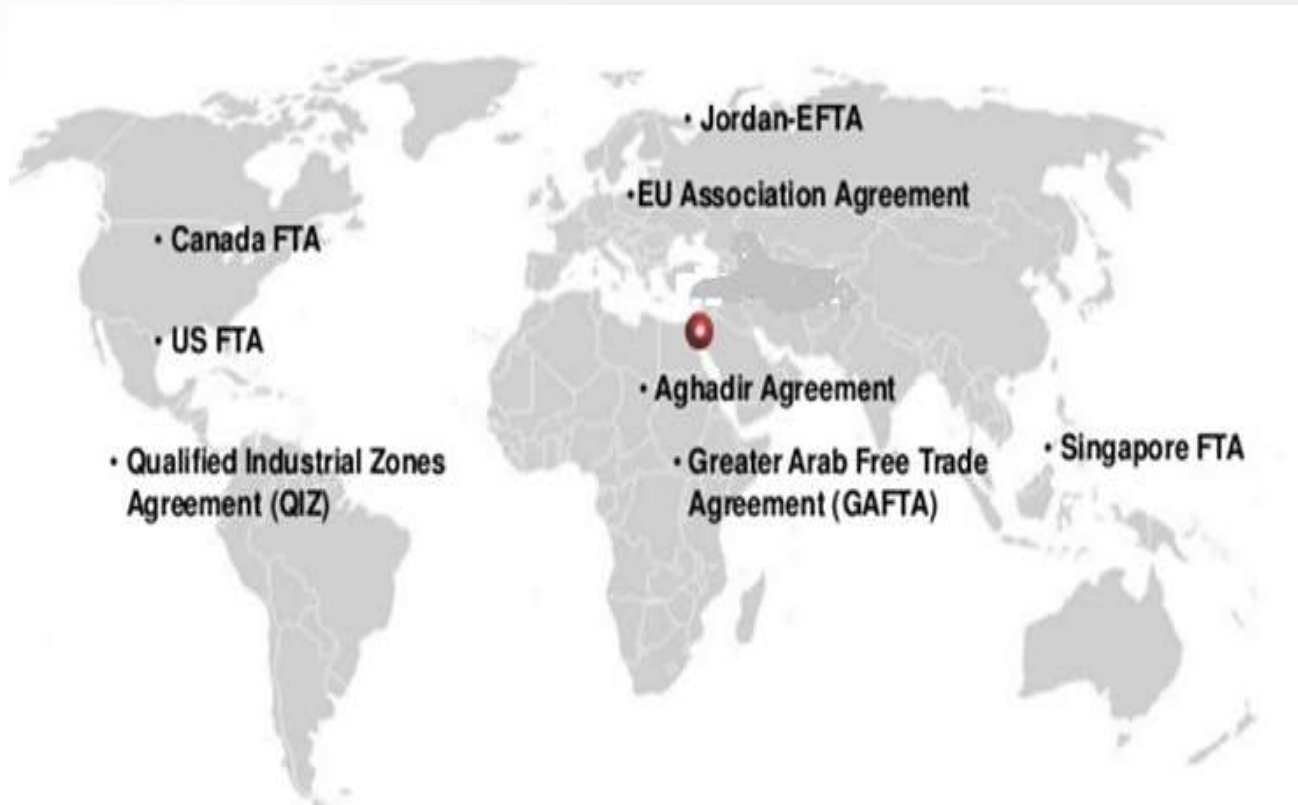 • Jordan-EFTA
•EU Association Agreement
• Canada FTA
• US FTA
• Aghadir Agreement
• Qualified Industrial Zones
Agreement (QIZ)
• Greater Arab Free Trade
Agreement (GAFTA)
• Singapore FTA